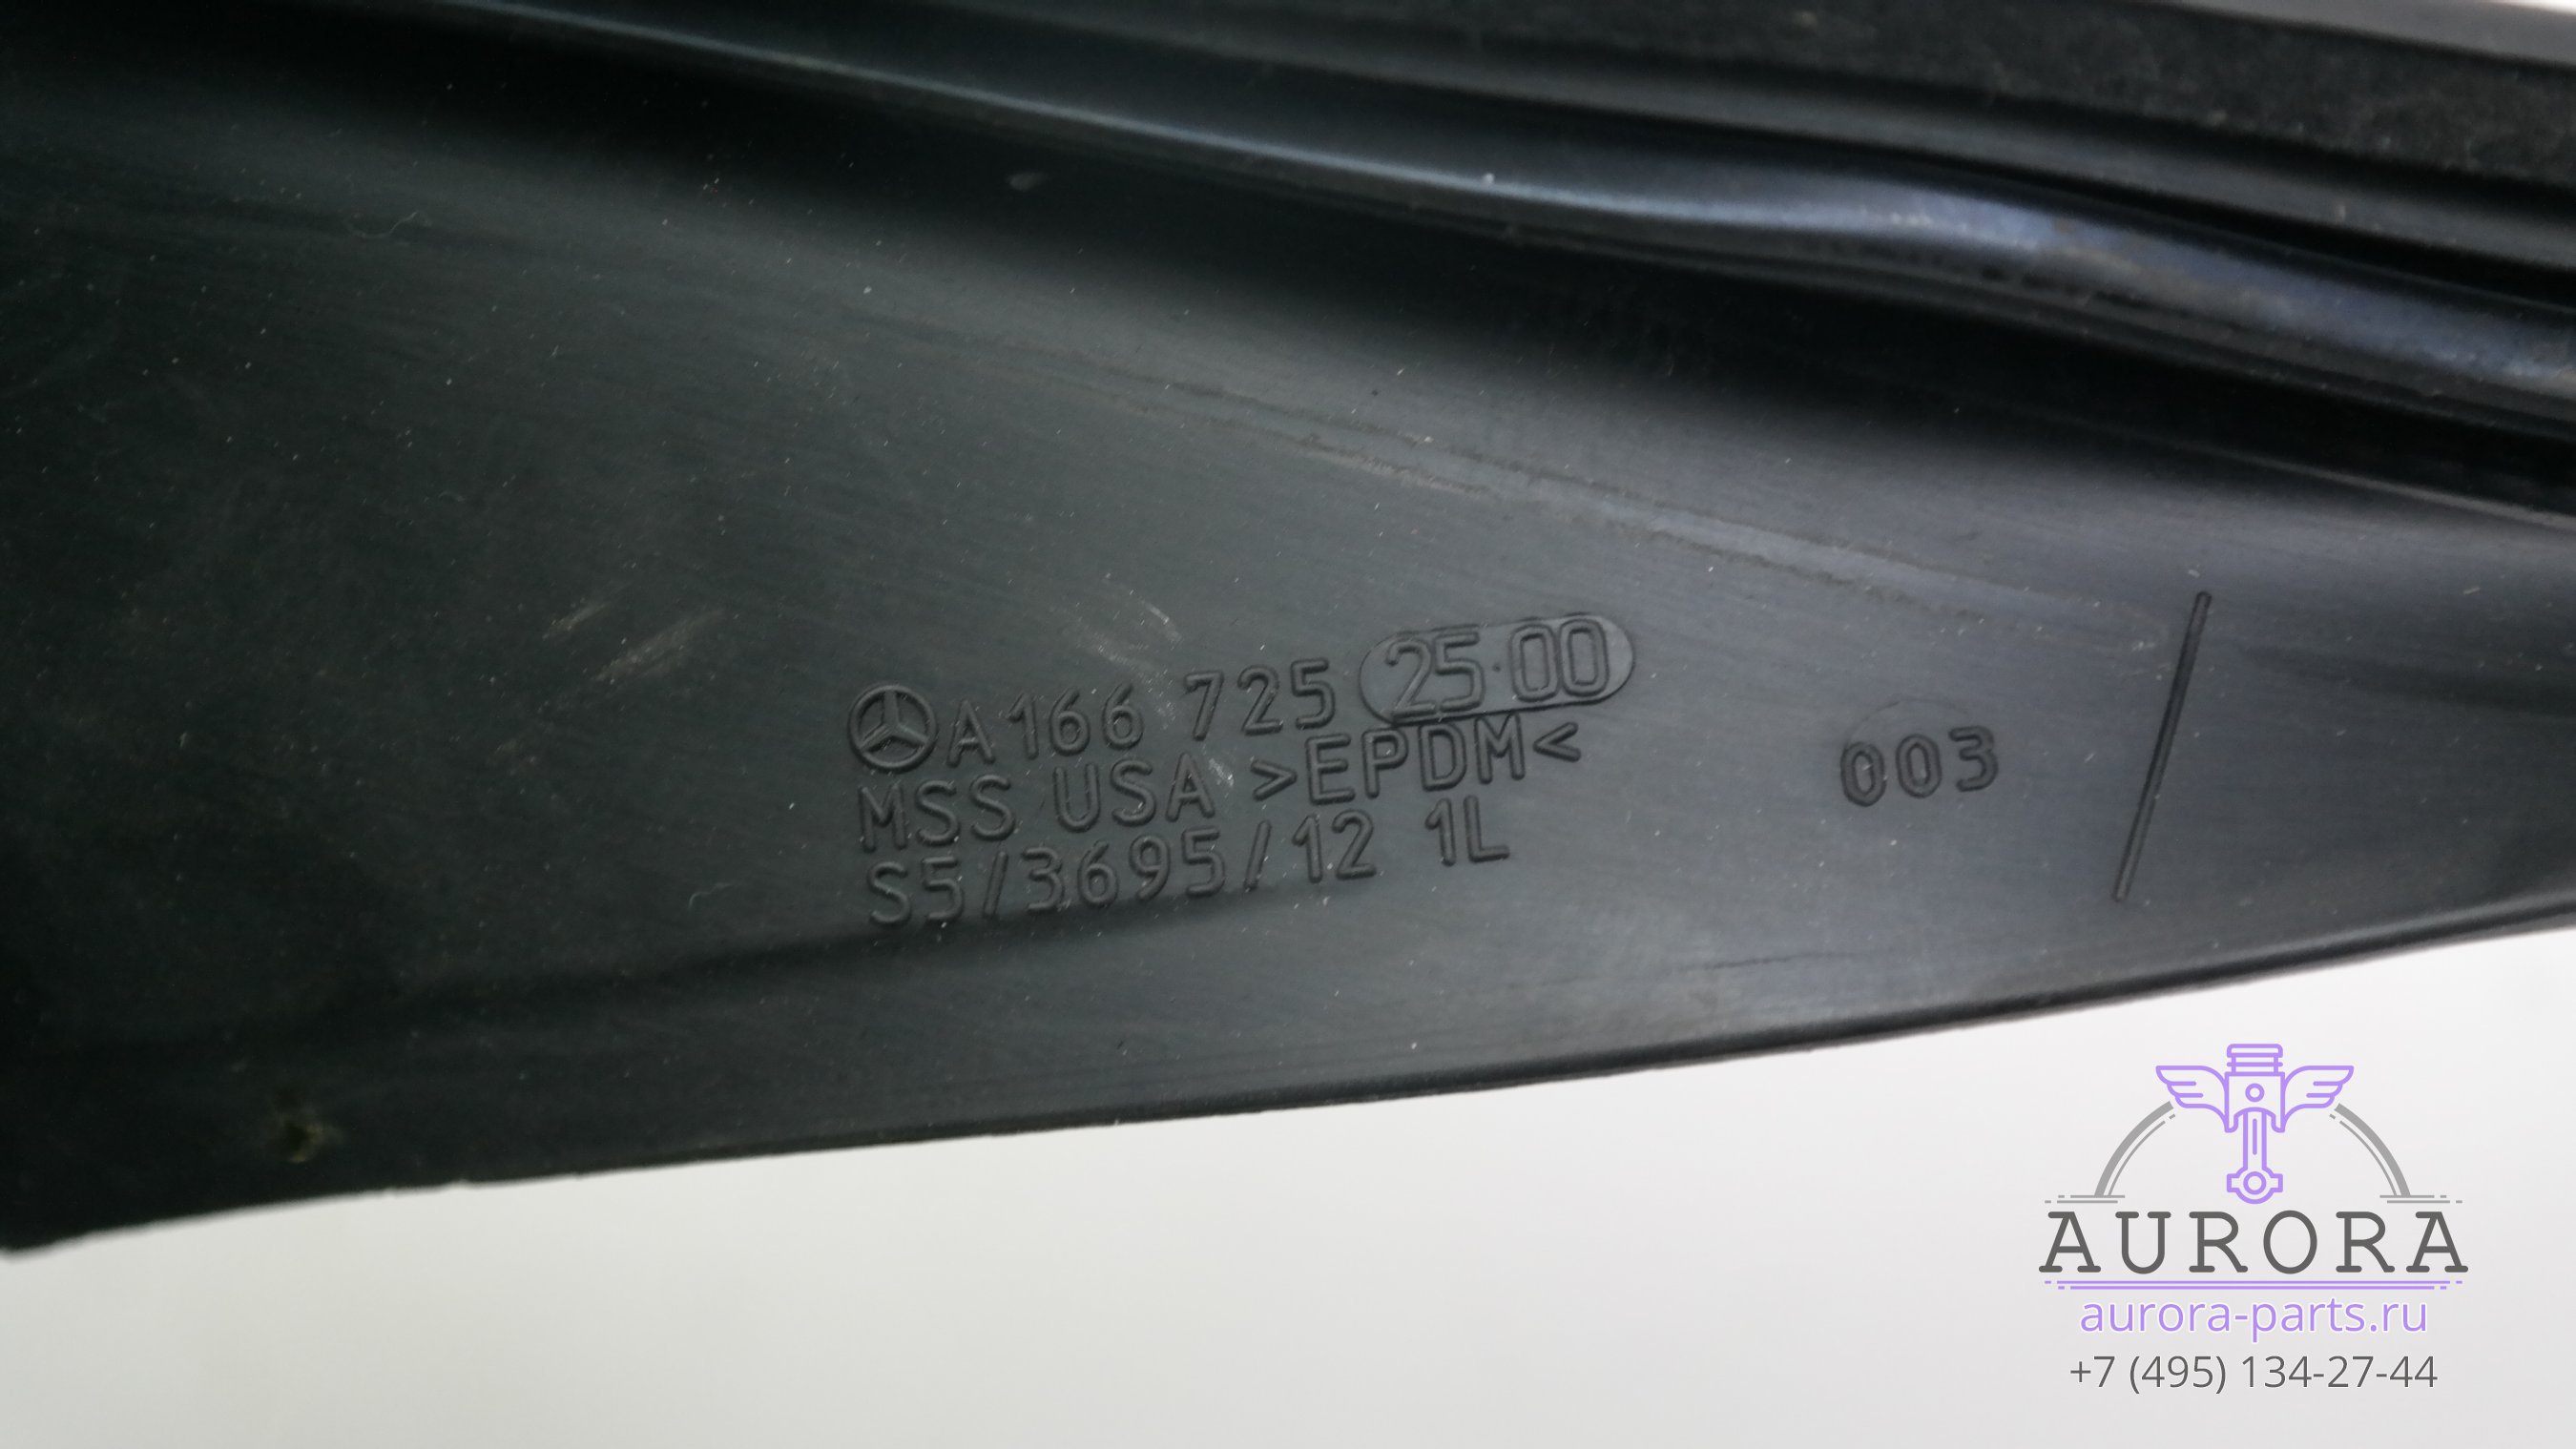 A 166 725 25·00
MSS USA >EPDM<
S5/3695/12 1L
003
AURORA
aurora-parts.ru
+7 (495) 134-27-44